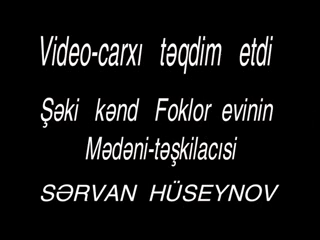 Video-carxı təqdim etdi
Şəki kənd Foklor evinin
Mədəni-təşkilacısi
SƏRVAN HÜSEYNOV